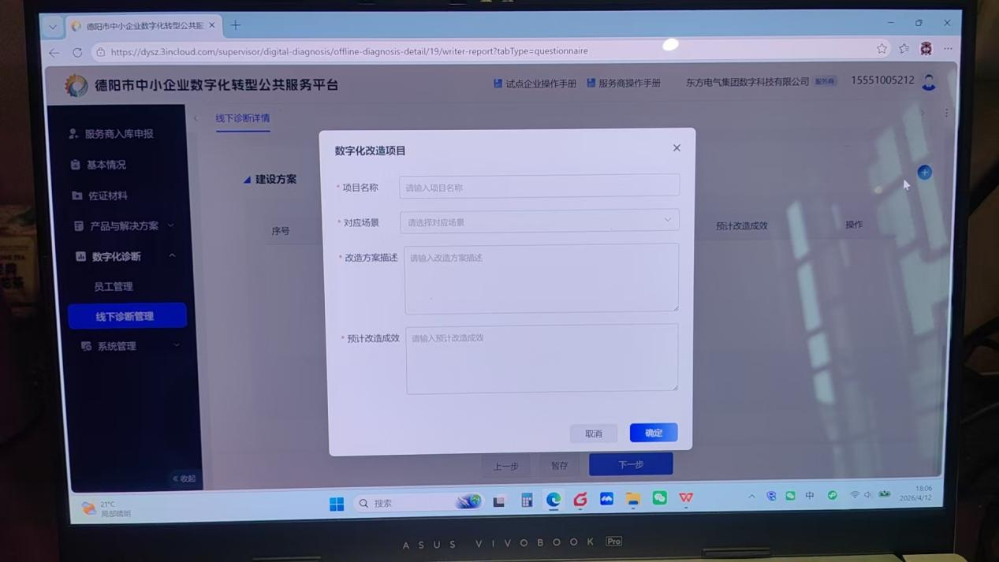 德阳市中小企业数字化转型公共服
https://dysz.3incloud.com/supervisor/digital-diagnosis/offline-diagnosis-detail/19/writer-report?tabType=questionnaire
德阳市中小企业数字化转型公共服务平台
试点企业操作手册
服务商操作手册
东方电气集团数字科技有限公司
服务商
15551005212
服务商入库申报
基本情况
佐证材料
产品与解决方案
数字化诊断
员工管理
线下诊断管理
系统管理
收起
线下诊断详情
建设方案
序号
预计改造成效
操作
数字化改造项目
* 项目名称
请输入项目名称
* 对应场景
请选择对应场景
* 改造方案描述
请输入改造方案描述
* 预计改造成效
请输入预计改造成效
取消
确定
上一步
暂存
下一步
21°C
局部晴朗
搜索
中
18:06
2026/4/12
ASUS VIVOBOOK Pro